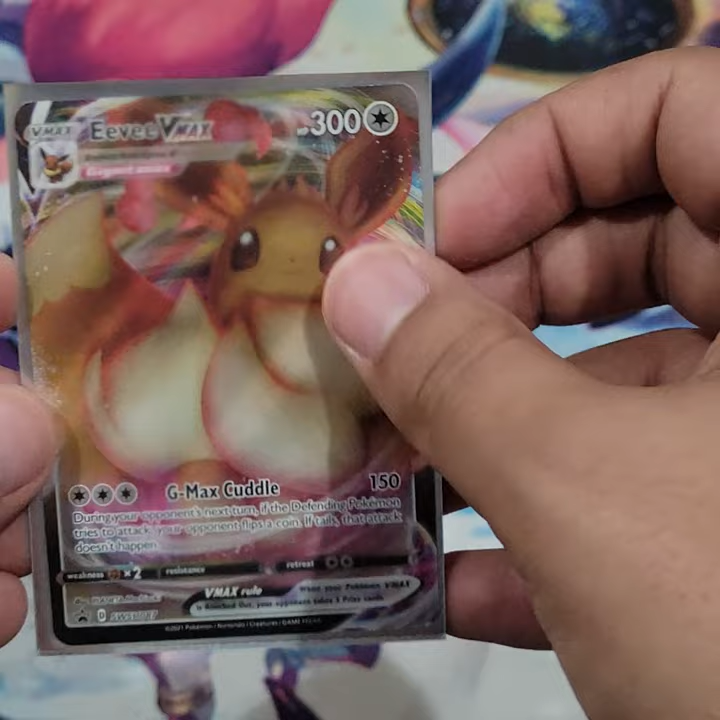 VMAX Eevee VMAX 300
Gigantamax
G-Max Cuddle 150
During your opponent's next turn, if the Defending Pokémon
tries to attack, your opponent flips a coin. If tails, that attack
doesn't happen.
weakness ×2 resistance retreat
VMAX rule When your Pokémon VMAX
is Knocked Out, your opponent takes 3 Prize cards.
©2021 Pokémon / Nintendo / Creatures / GAME FREAK